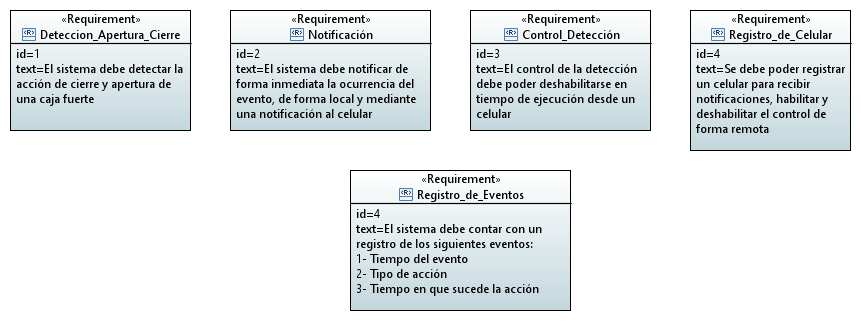 «Requirement»
Deteccion_Apertura_Cierre
id=1
text=El sistema debe detectar la
acción de cierre y apertura de
una caja fuerte
«Requirement»
Notificación
id=2
text=El sistema debe notificar de
forma inmediata la ocurrencia del
evento, de forma local y mediante
una notificación al celular
«Requirement»
Control_Detección
id=3
text=El control de la detección
debe poder deshabilitarse en
tiempo de ejecución desde un
celular
«Requirement»
Registro_de_Celular
id=4
text=Se debe poder registrar
un celular para recibir
notificaciones, habilitar y
deshabilitar el control de
forma remota
«Requirement»
Registro_de_Eventos
id=4
text=El sistema debe contar con un
registro de los siguientes eventos:
1- Tiempo del evento
2- Tipo de acción
3- Tiempo en que sucede la acción